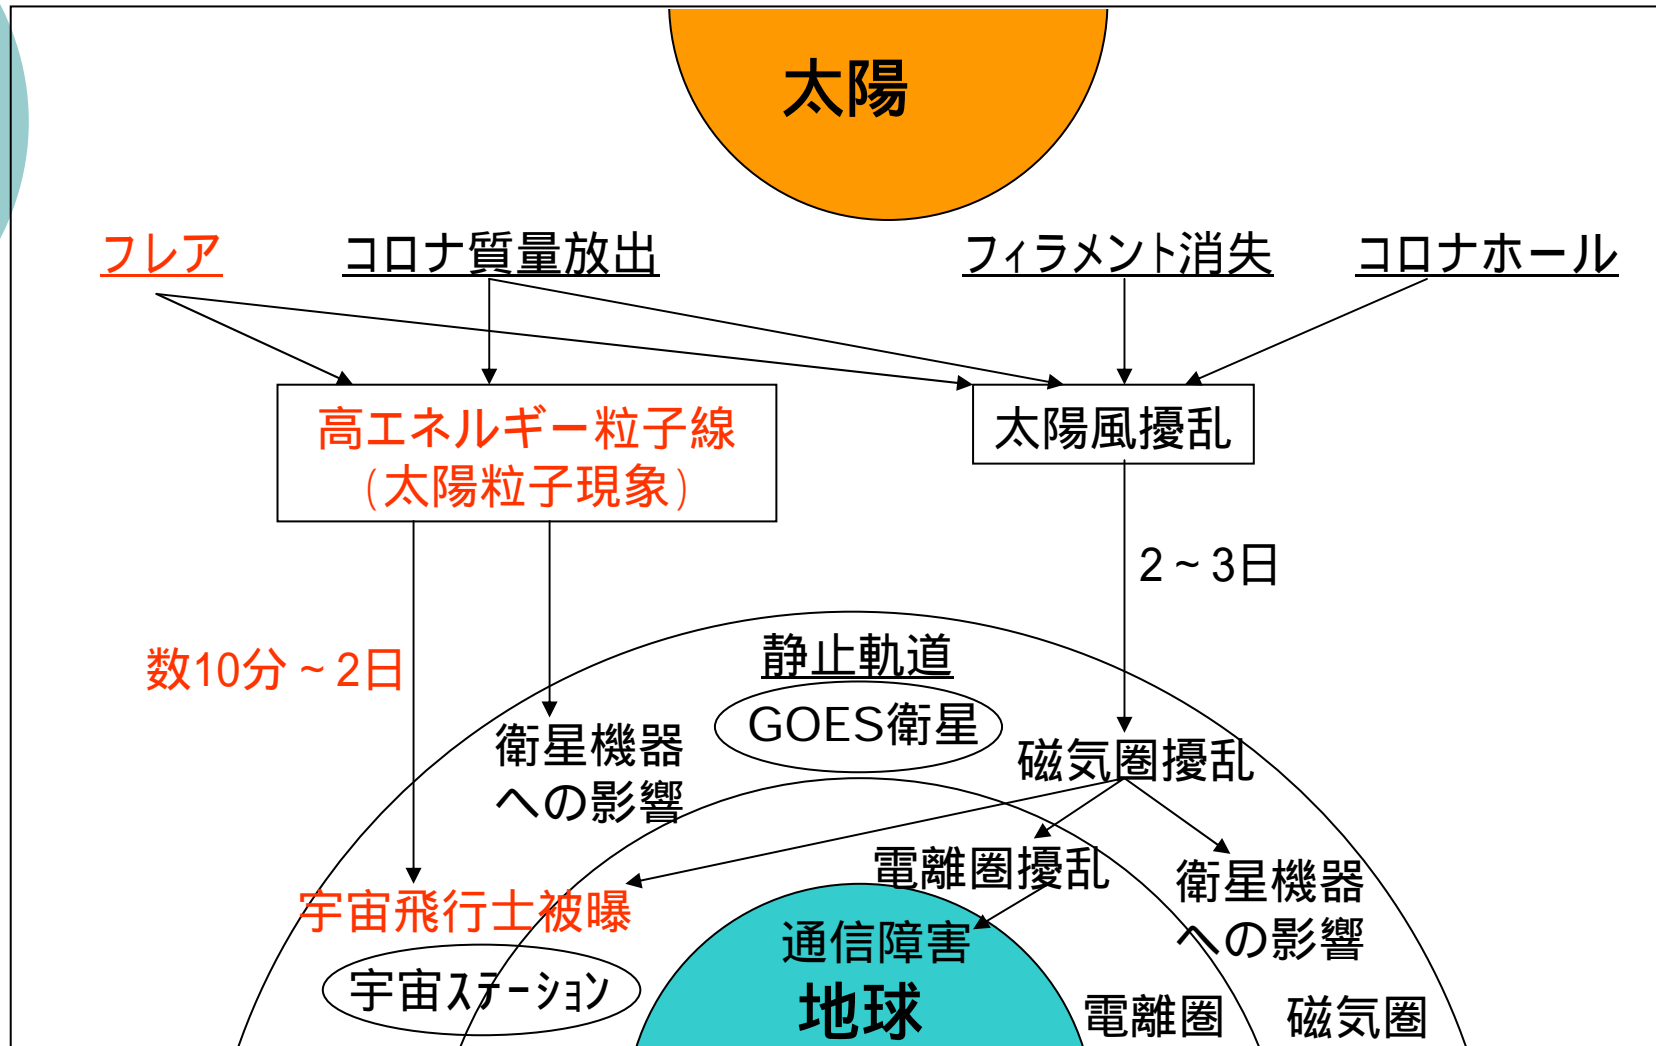 太陽
フレア
コロナ質量放出
フィラメント消失
コロナホール
高エネルギー粒子線
(太陽粒子現象)
太陽風擾乱
2~3日
数10分~2日
静止軌道
GOES衛星
衛星機器
への影響
磁気圏擾乱
電離圏擾乱
衛星機器
への影響
宇宙飛行士被曝
通信障害
宇宙ステーション
地球
電離圏
磁気圏